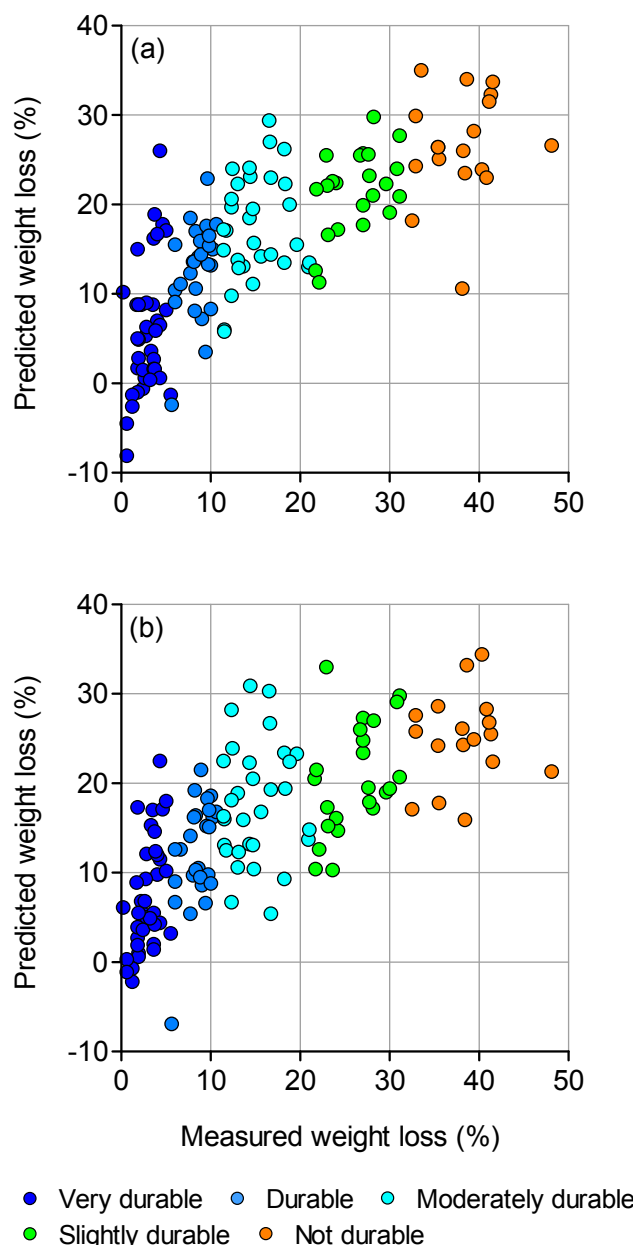 (a)
40
30
20
10
0
-10
0 10 20 30 40 50
Predicted weight loss (%)
(b)
40
30
20
10
0
-10
0 10 20 30 40 50
Predicted weight loss (%)
Measured weight loss (%)
Very durable Durable Moderately durable
Slightly durable Not durable